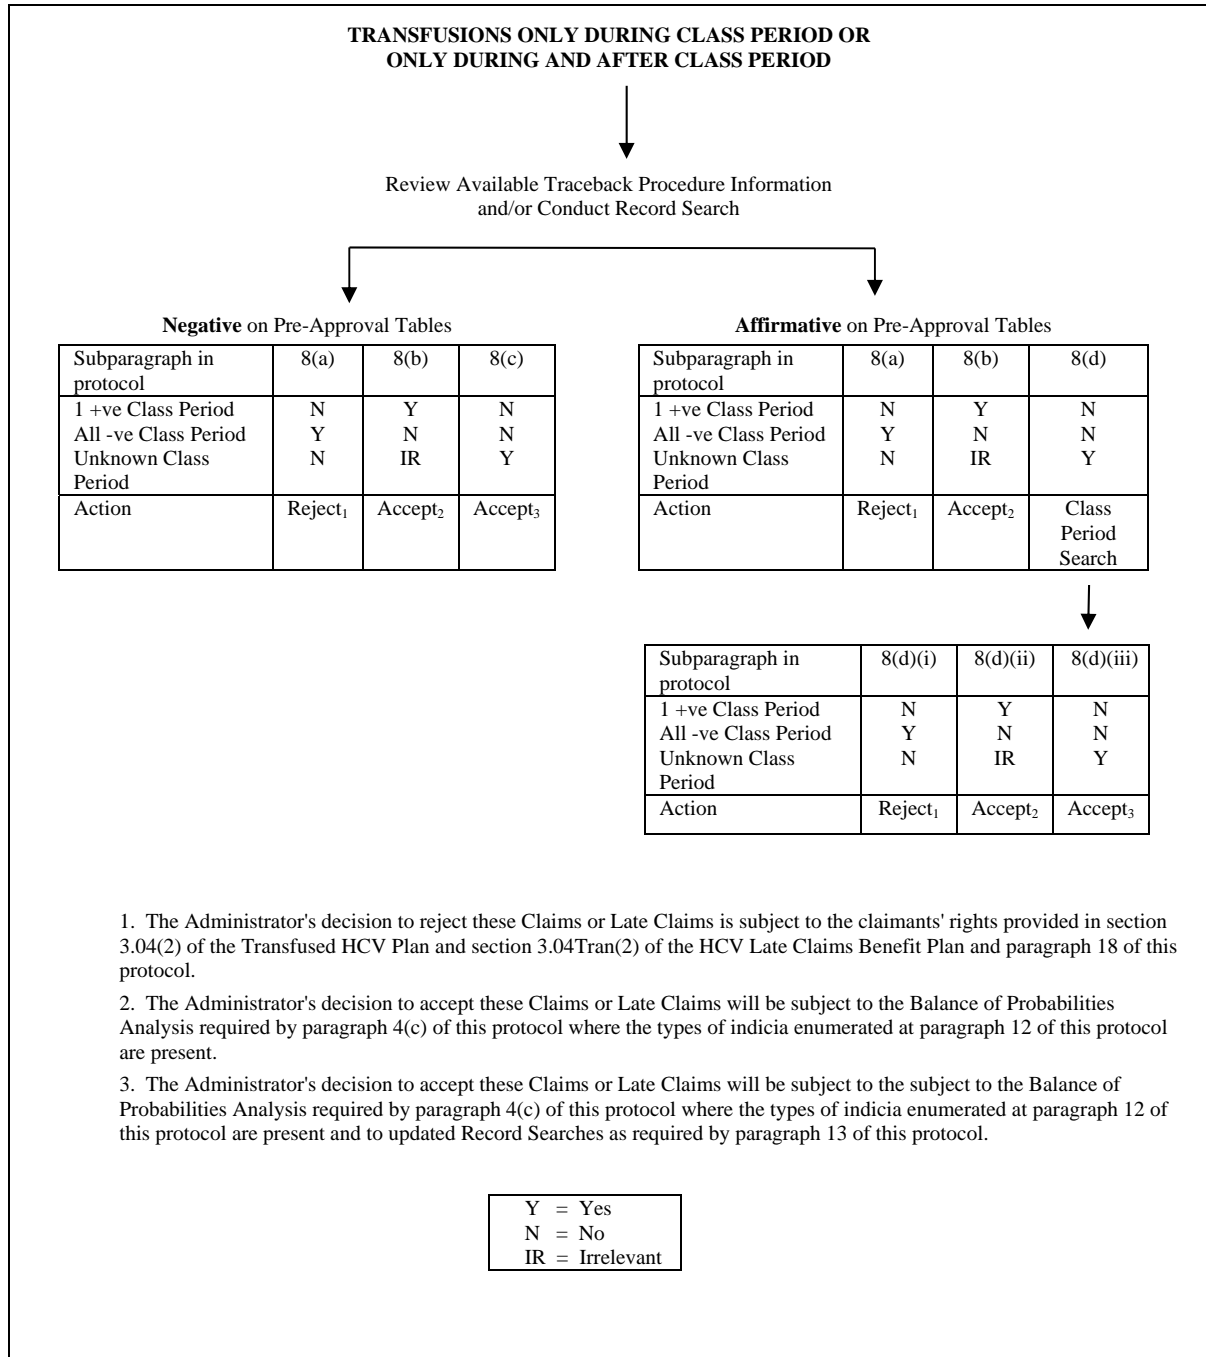 TRANSFUSIONS ONLY DURING CLASS PERIOD OR
ONLY DURING AND AFTER CLASS PERIOD
Review Available Traceback Procedure Information
and/or Conduct Record Search
Negative on Pre-Approval Tables
Subparagraph in 8(a) 8(b) 8(c)
protocol
1 +ve Class Period N Y N
All -ve Class Period Y N N
Unknown Class N IR Y
Period
Action Reject1 Accept2 Accept3
Affirmative on Pre-Approval Tables
Subparagraph in 8(a) 8(b) 8(d)
protocol
1 +ve Class Period N Y N
All -ve Class Period Y N N
Unknown Class N IR Y
Period
Action Reject1 Accept2 Class
Period
Search
Subparagraph in 8(d)(i) 8(d)(ii) 8(d)(iii)
protocol
1 +ve Class Period N Y N
All -ve Class Period Y N N
Unknown Class N IR Y
Period
Action Reject1 Accept2 Accept3
1. The Administrator's decision to reject these Claims or Late Claims is subject to the claimants' rights provided in section
3.04(2) of the Transfused HCV Plan and section 3.04Tran(2) of the HCV Late Claims Benefit Plan and paragraph 18 of this
protocol.
2. The Administrator's decision to accept these Claims or Late Claims will be subject to the Balance of Probabilities
Analysis required by paragraph 4(c) of this protocol where the types of indicia enumerated at paragraph 12 of this protocol
are present.
3. The Administrator's decision to accept these Claims or Late Claims will be subject to the subject to the Balance of
Probabilities Analysis required by paragraph 4(c) of this protocol where the types of indicia enumerated at paragraph 12 of
this protocol are present and to updated Record Searches as required by paragraph 13 of this protocol.
Y = Yes
N = No
IR = Irrelevant